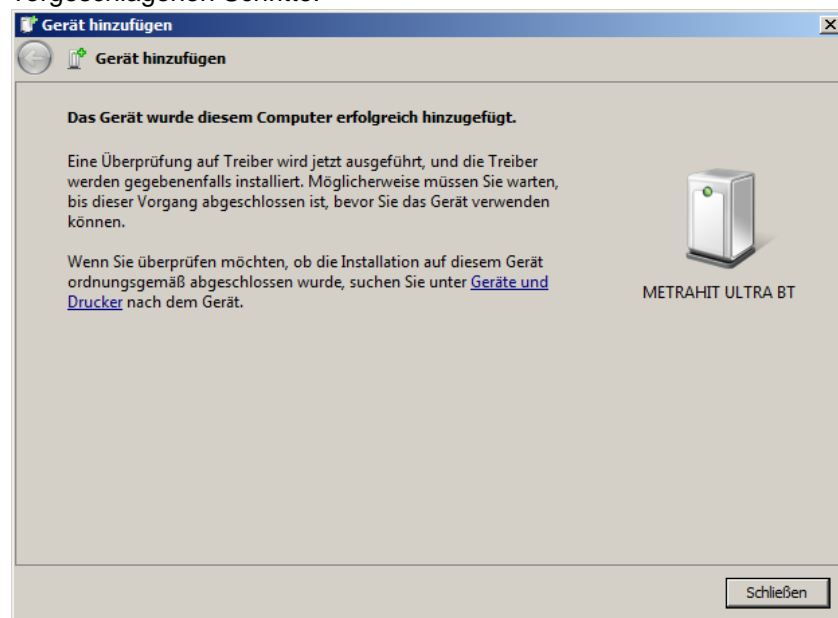 vorgeschlagenen Schritte.
Gerät hinzufügen
Gerät hinzufügen
Das Gerät wurde diesem Computer erfolgreich hinzugefügt.
Eine Überprüfung auf Treiber wird jetzt ausgeführt, und die Treiber
werden gegebenenfalls installiert. Möglicherweise müssen Sie warten,
bis dieser Vorgang abgeschlossen ist, bevor Sie das Gerät verwenden
können.
Wenn Sie überprüfen möchten, ob die Installation auf diesem Gerät
ordnungsgemäß abgeschlossen wurde, suchen Sie unter Geräte und
Drucker nach dem Gerät.
METRAHIT ULTRA BT
Schließen